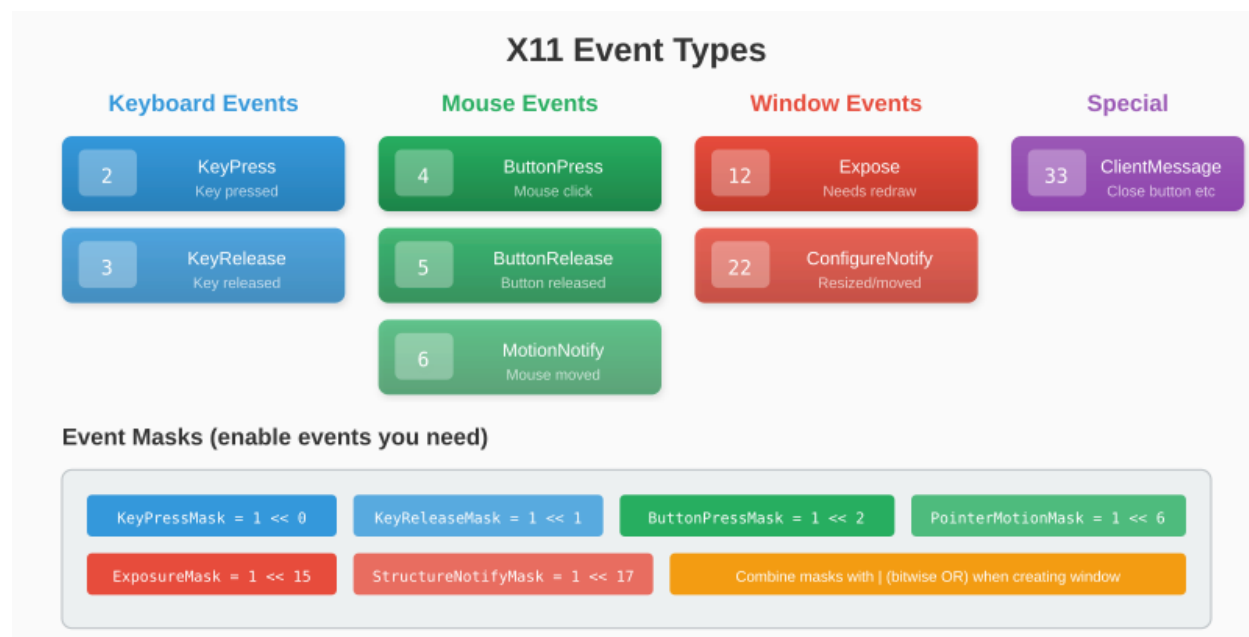 X11 Event Types
Keyboard Events
2
KeyPress
Key pressed
3
KeyRelease
Key released
Mouse Events
4
ButtonPress
Mouse click
5
ButtonRelease
Button released
6
MotionNotify
Mouse moved
Window Events
12
Expose
Needs redraw
22
ConfigureNotify
Resized/moved
Special
33
ClientMessage
Close button etc
Event Masks (enable events you need)
KeyPressMask = 1 << 0
KeyReleaseMask = 1 << 1
ButtonPressMask = 1 << 2
PointerMotionMask = 1 << 6
ExposureMask = 1 << 15
StructureNotifyMask = 1 << 17
Combine masks with | (bitwise OR) when creating window